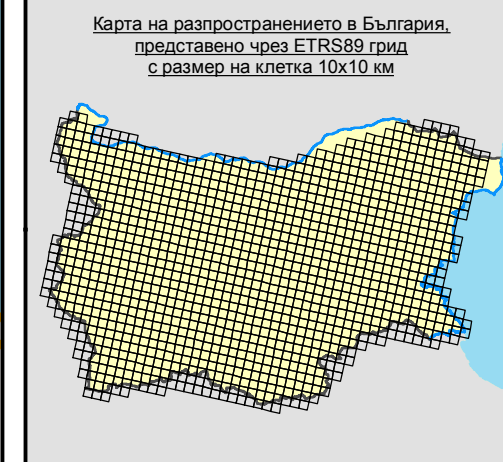 Карта на разпространението в България,
представено чрез ETRS89 грид
с размер на клетка 10x10 км